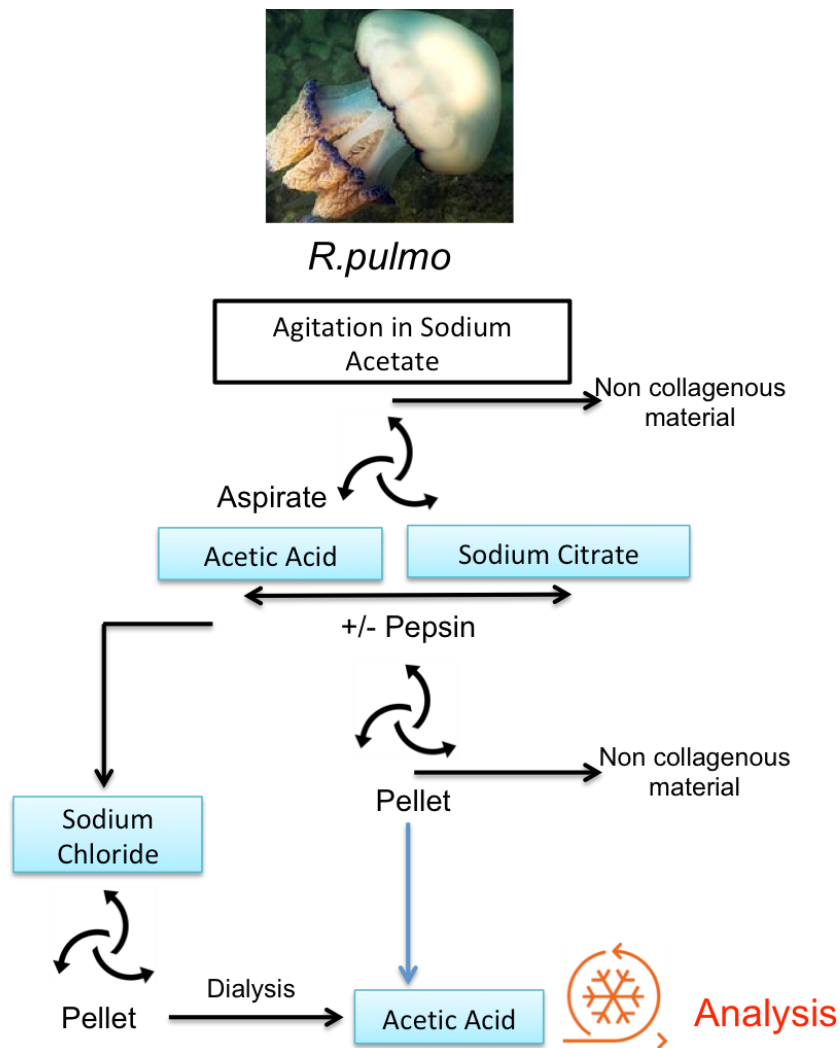 R.pulmo
Agitation in Sodium
Acetate
Non collagenous
material
Aspirate
Acetic Acid
Sodium Citrate
+/- Pepsin
Non collagenous
material
Pellet
Sodium
Chloride
Dialysis
Pellet
Acetic Acid
Analysis